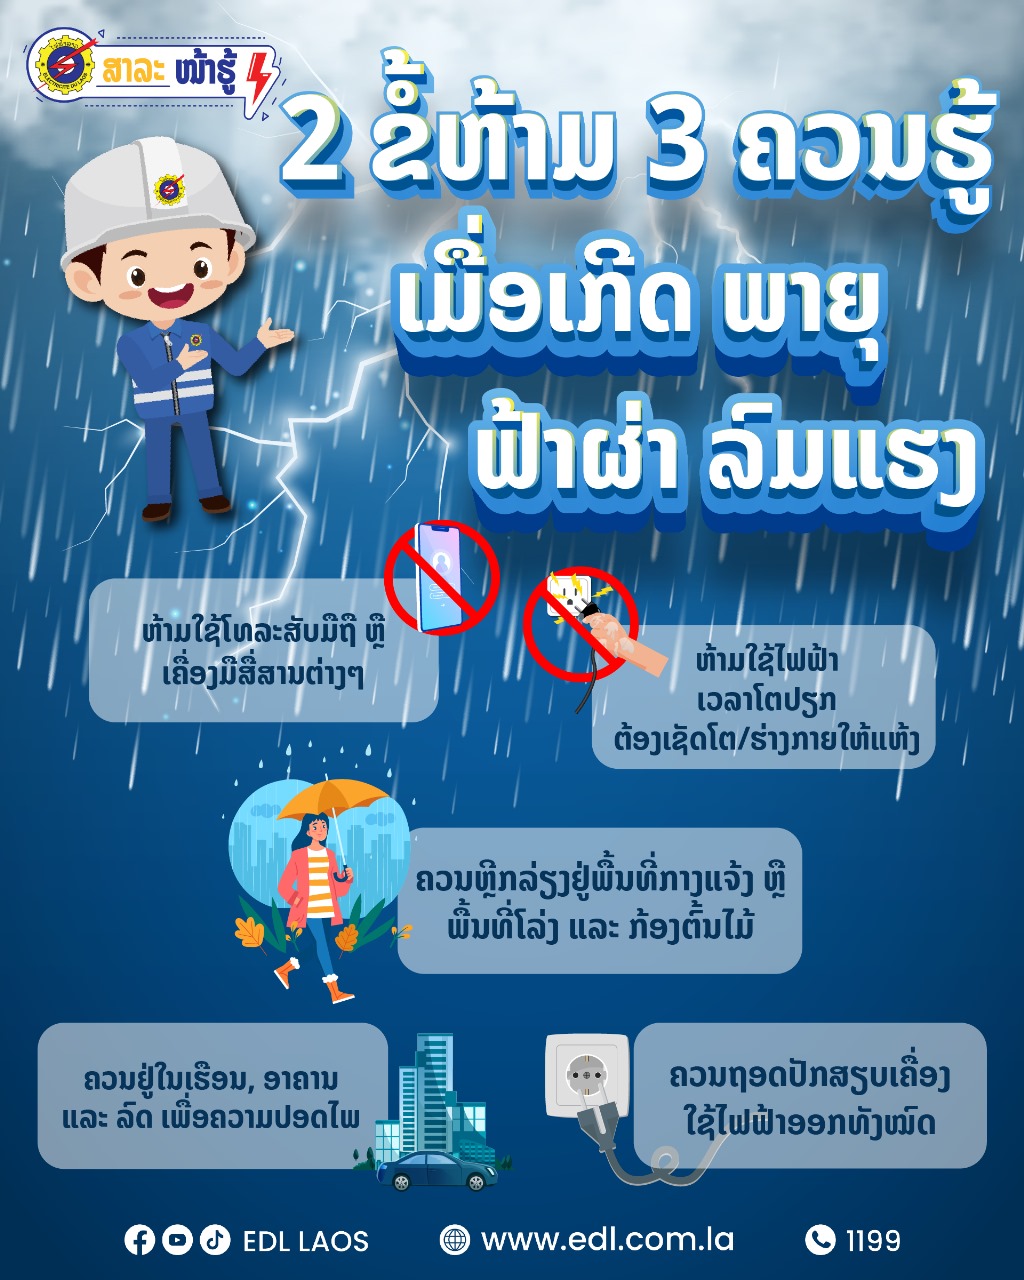 ສາລະ ໜ້າຮູ້
2 ຂໍ້ຫ້າມ 3 ຄວນຮູ້
ເມື່ອເກີດ ພາຍຸ
ຟ້າຜ່າ ລົມແຮງ
ຫ້າມໃຊ້ໂທລະສັບມືຖື ຫຼື
ເຄື່ອງມືສື່ສານຕ່າງໆ
ຫ້າມໃຊ້ໄຟຟ້າ
ເວລາໂຕປຽກ
ຕ້ອງເຊັດໂຕ/ຮ່າງກາຍໃຫ້ແຫ້ງ
ຄວນຫຼີກລ່ຽງຢູ່ພື້ນທີ່ກາງແຈ້ງ ຫຼື
ພື້ນທີ່ໂລ່ງ ແລະ ກ້ອງຕົ້ນໄມ້
ຄວນຢູ່ໃນເຮືອນ, ອາຄານ
ແລະ ລົດ ເພື່ອຄວາມປອດໄພ
ຄວນຖອດປັກສຽບເຄື່ອງ
ໃຊ້ໄຟຟ້າອອກທັງໝົດ
EDL LAOS www.edl.com.la 1199